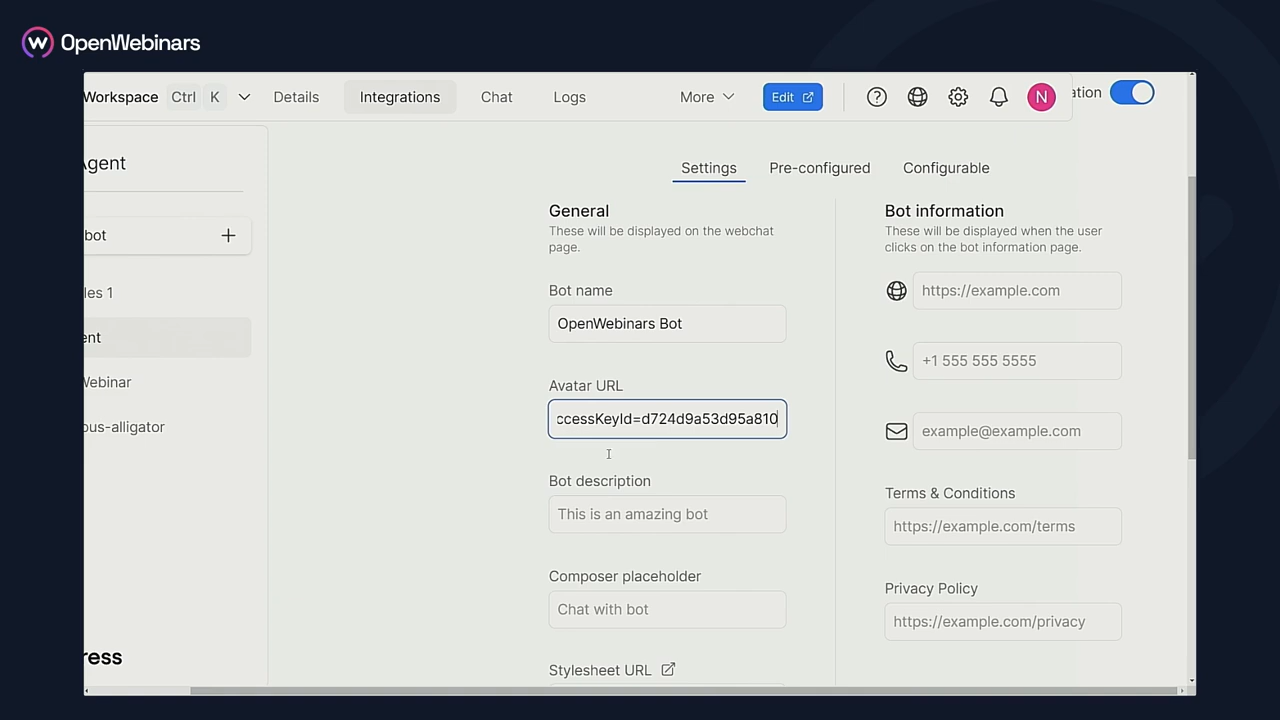 OpenWebinars
Workspace Ctrl K Details Integrations Chat Logs More Edit N ation
Agent
Settings Pre-configured Configurable
General
These will be displayed on the webchat
page.
Bot name
OpenWebinars Bot
Avatar URL
ccessKeyId=d724d9a53d95a810
Bot description
This is an amazing bot
Composer placeholder
Chat with bot
Stylesheet URL
Bot information
These will be displayed when the user
clicks on the bot information page.
https://example.com
+1 555 555 5555
example@example.com
Terms & Conditions
https://example.com/terms
Privacy Policy
https://example.com/privacy
bot
les 1
ent
Webinar
ous-alligator
ress